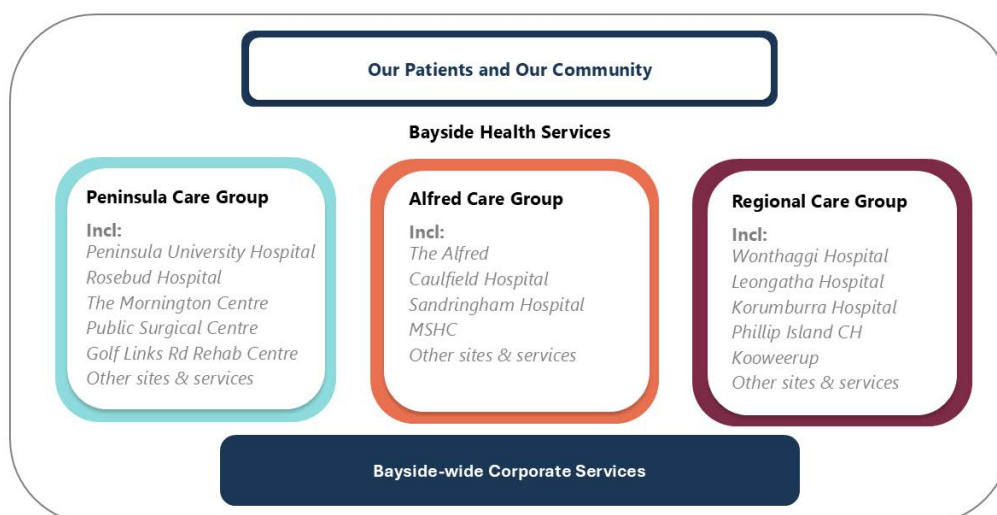 Our Patients and Our Community
Bayside Health Services
Peninsula Care Group
Incl:
Peninsula University Hospital
Rosebud Hospital
The Mornington Centre
Public Surgical Centre
Golf Links Rd Rehab Centre
Other sites & services
Alfred Care Group
Incl:
The Alfred
Caulfield Hospital
Sandringham Hospital
MSHC
Other sites & services
Regional Care Group
Incl:
Wonthaggi Hospital
Leongatha Hospital
Korumburra Hospital
Phillip Island CH
Kooweerup
Other sites & services
Bayside-wide Corporate Services